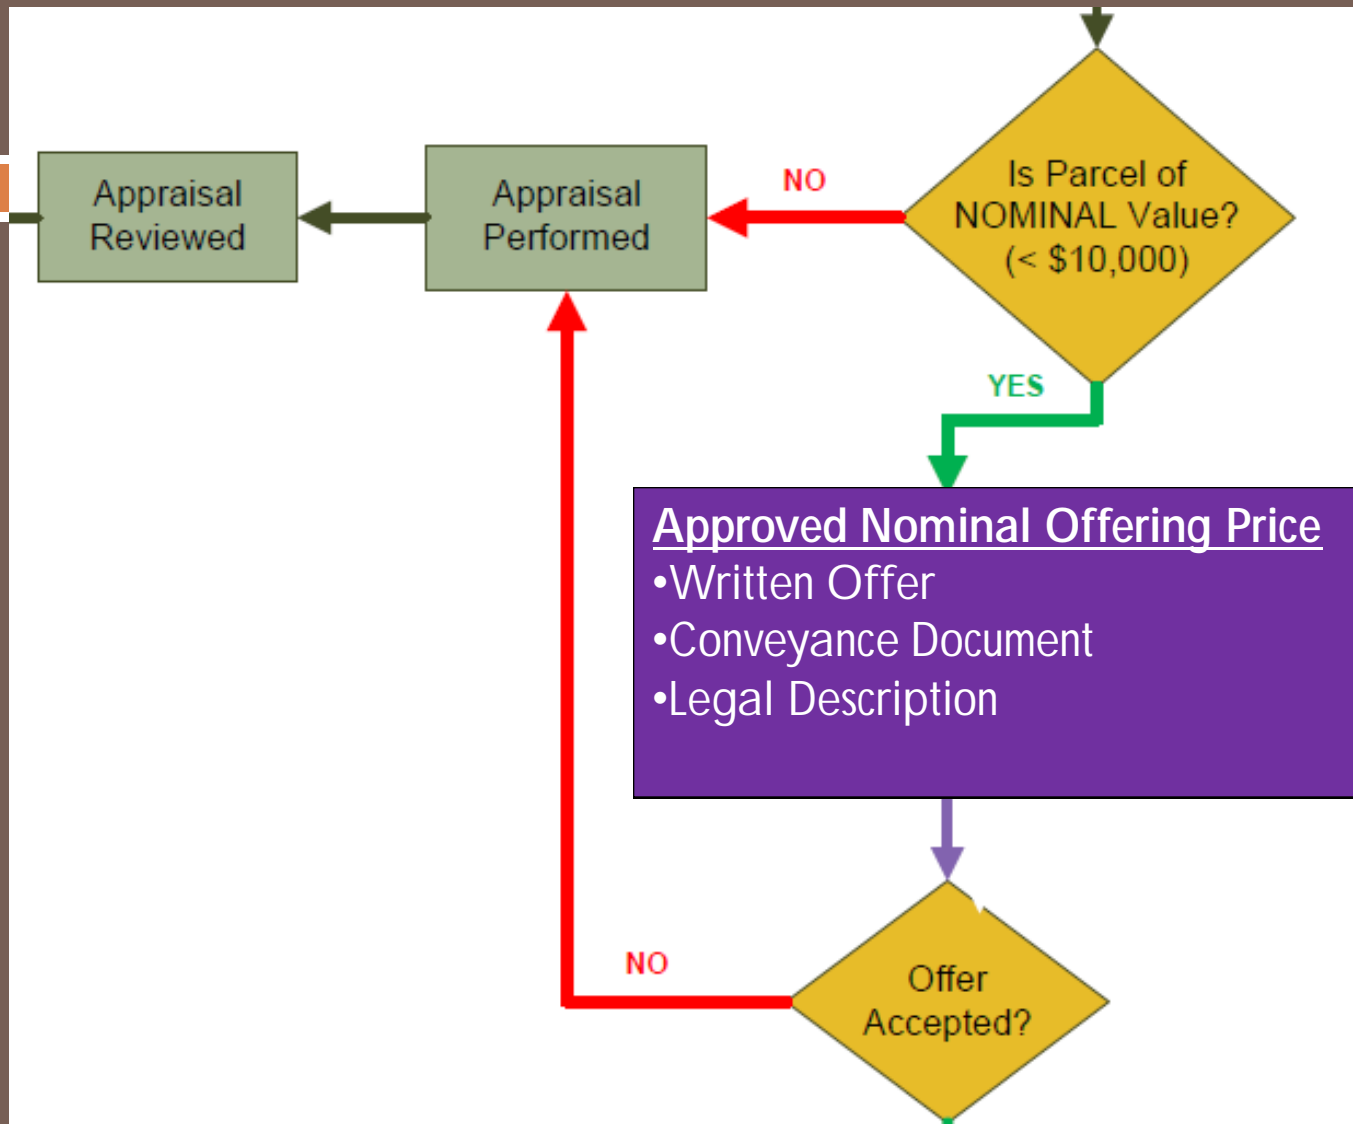 Is Parcel of
NOMINAL Value?
(< $10,000)
NO
Appraisal
Performed
Appraisal
Reviewed
YES
Approved Nominal Offering Price
•Written Offer
•Conveyance Document
•Legal Description
Offer
Accepted?
NO